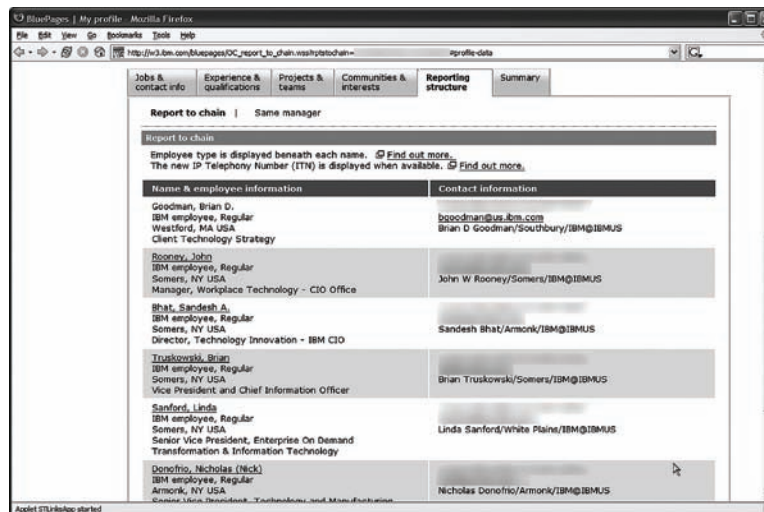 BluePages | My profile - Mozilla Firefox
File Edit View Go Bookmarks Tools Help
http://w3.ibm.com/bluepages/OC_report_to_chain.wss?rptstochain= #profile-data
Jobs & contact info
Experience & qualifications
Projects & teams
Communities & interests
Reporting structure
Summary
Report to chain | Same manager
Report to chain
Employee type is displayed beneath each name. Find out more.
The new IP Telephony Number (ITN) is displayed when available. Find out more.
Name & employee information Contact information
Goodman, Brian D.
IBM employee, Regular bgoodman@us.ibm.com
Westford, MA USA Brian D Goodman/Southbury/IBM@IBMUS
Client Technology Strategy
Rooney, John
IBM employee, Regular
Somers, NY USA John W Rooney/Somers/IBM@IBMUS
Manager, Workplace Technology - CIO Office
Bhat, Sandesh A.
IBM employee, Regular
Somers, NY USA Sandesh Bhat/Armonk/IBM@IBMUS
Director, Technology Innovation - IBM CIO
Truskowski, Brian
IBM employee, Regular
Somers, NY USA Brian Truskowski/Somers/IBM@IBMUS
Vice President and Chief Information Officer
Sanford, Linda
IBM employee, Regular
Somers, NY USA Linda Sanford/White Plains/IBM@IBMUS
Senior Vice President, Enterprise On Demand
Transformation & Information Technology
Donofrio, Nicholas (Nick)
IBM employee, Regular
Armonk, NY USA Nicholas Donofrio/Armonk/IBM@IBMUS
Senior Vice President, Technology and Manufacturing
Applet STLinksApp started